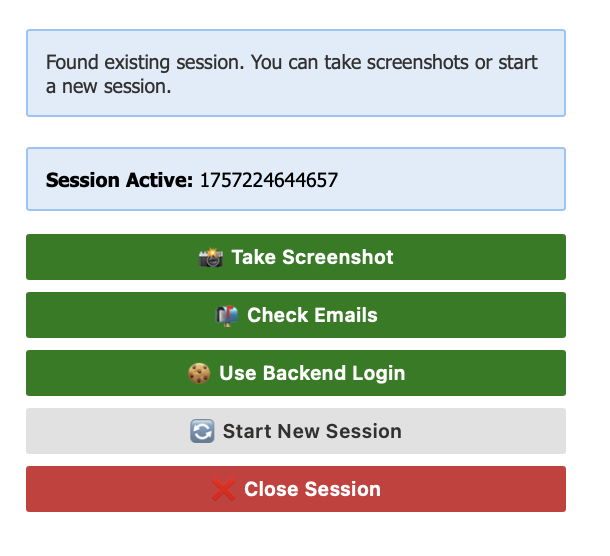 Found existing session. You can take screenshots or start
a new session.
Session Active: 1757224644657
📸 Take Screenshot
📬 Check Emails
🍪 Use Backend Login
🔄 Start New Session
❌ Close Session